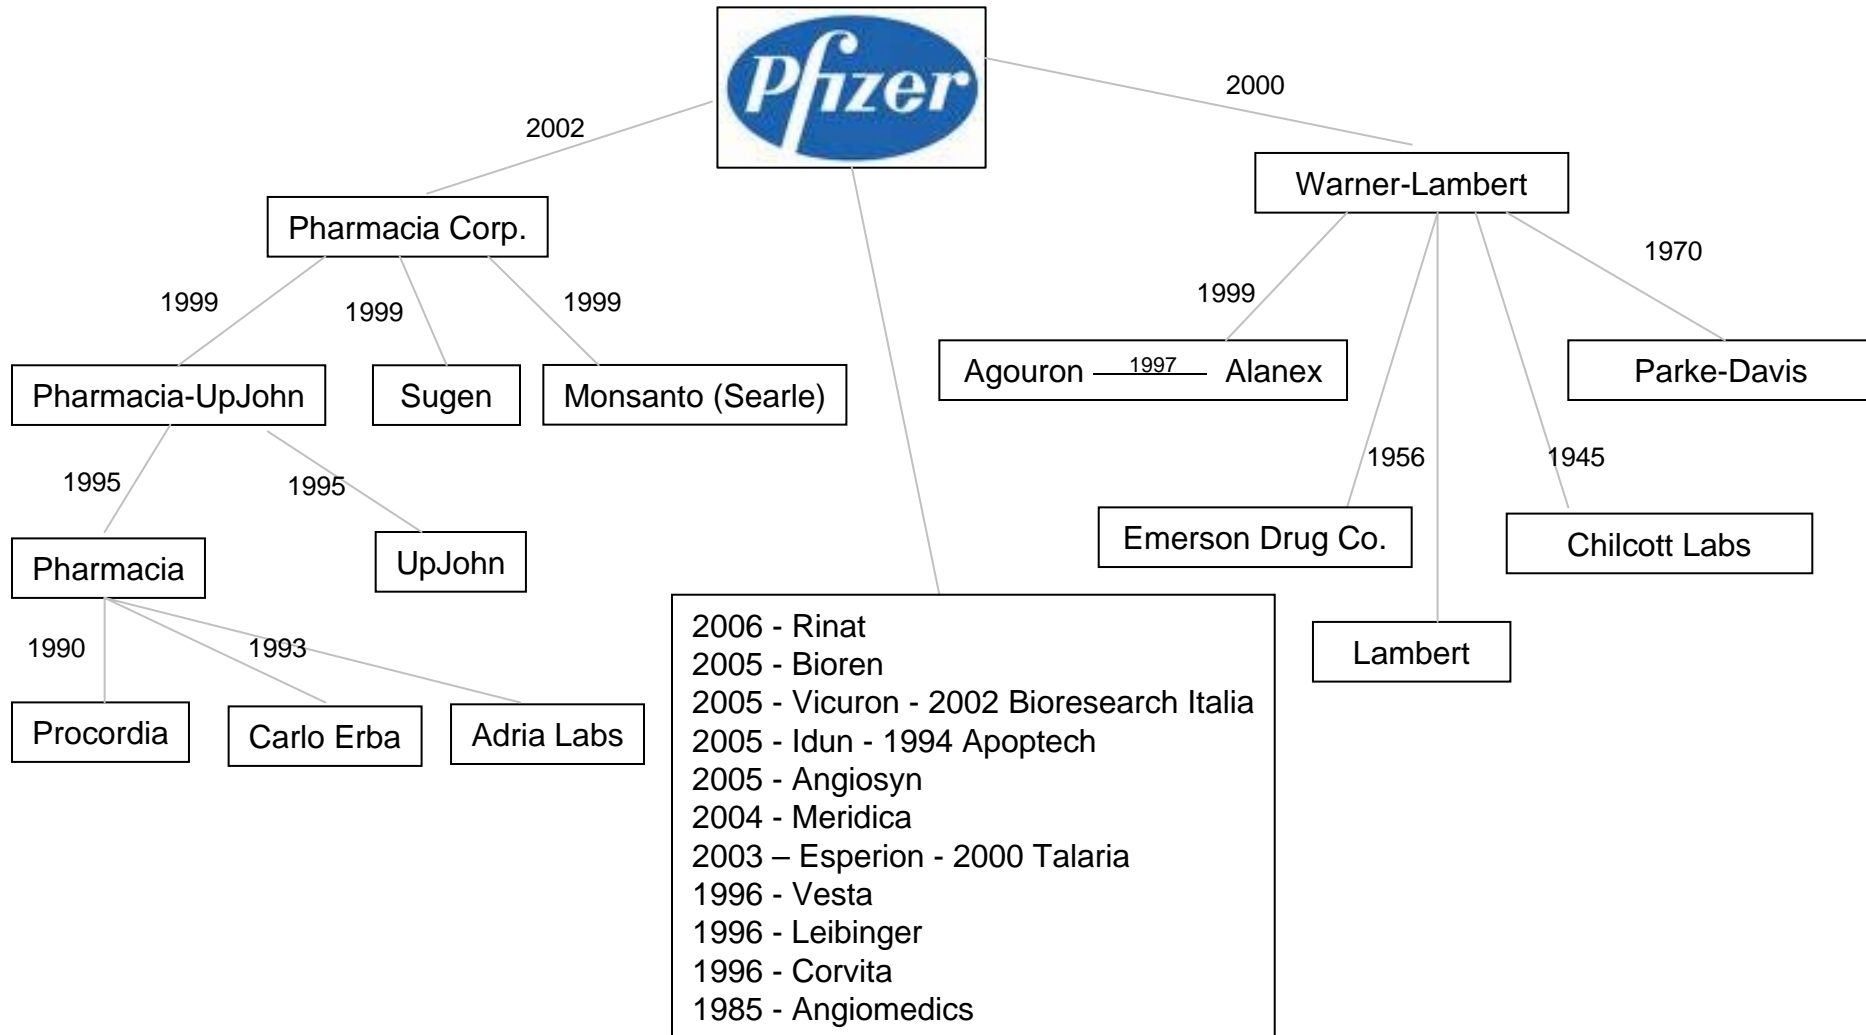 Pfizer
2000
2002
Warner-Lambert
Pharmacia Corp.
1970
1999
1999
1999
1999
Agouron 1997 Alanex
Parke-Davis
Pharmacia-UpJohn
Sugen
Monsanto (Searle)
1956
1945
1995
1995
Emerson Drug Co.
Chilcott Labs
Pharmacia
UpJohn
Lambert
1990
1993
Procordia
Carlo Erba
Adria Labs
2006 - Rinat
2005 - Bioren
2005 - Vicuron - 2002 Bioresearch Italia
2005 - Idun - 1994 Apoptech
2005 - Angiosyn
2004 - Meridica
2003 – Esperion - 2000 Talaria
1996 - Vesta
1996 - Leibinger
1996 - Corvita
1985 - Angiomedics